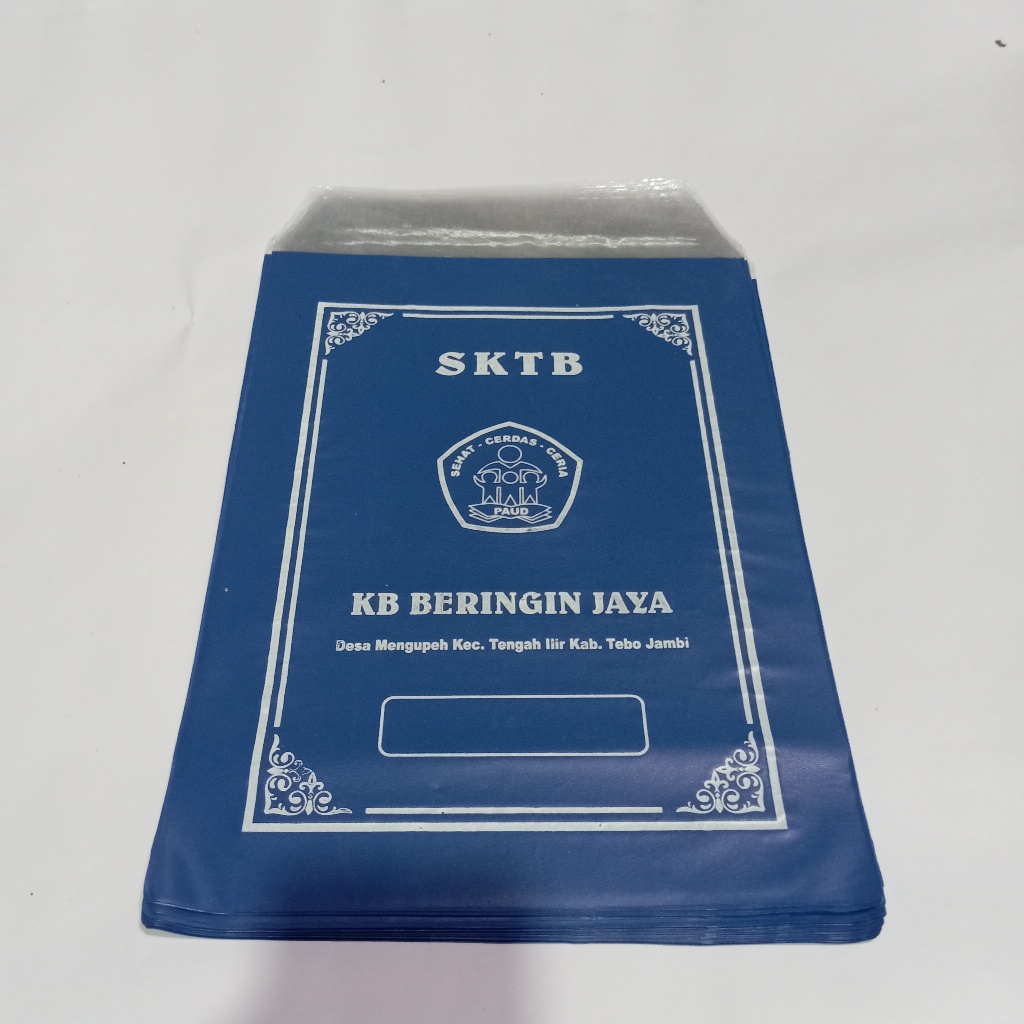 SKTB
SEHAT - CERDAS - CERIA
PAUD
KB BERINGIN JAYA
Desa Mengupeh Kec. Tengah Ilir Kab. Tebo Jambi